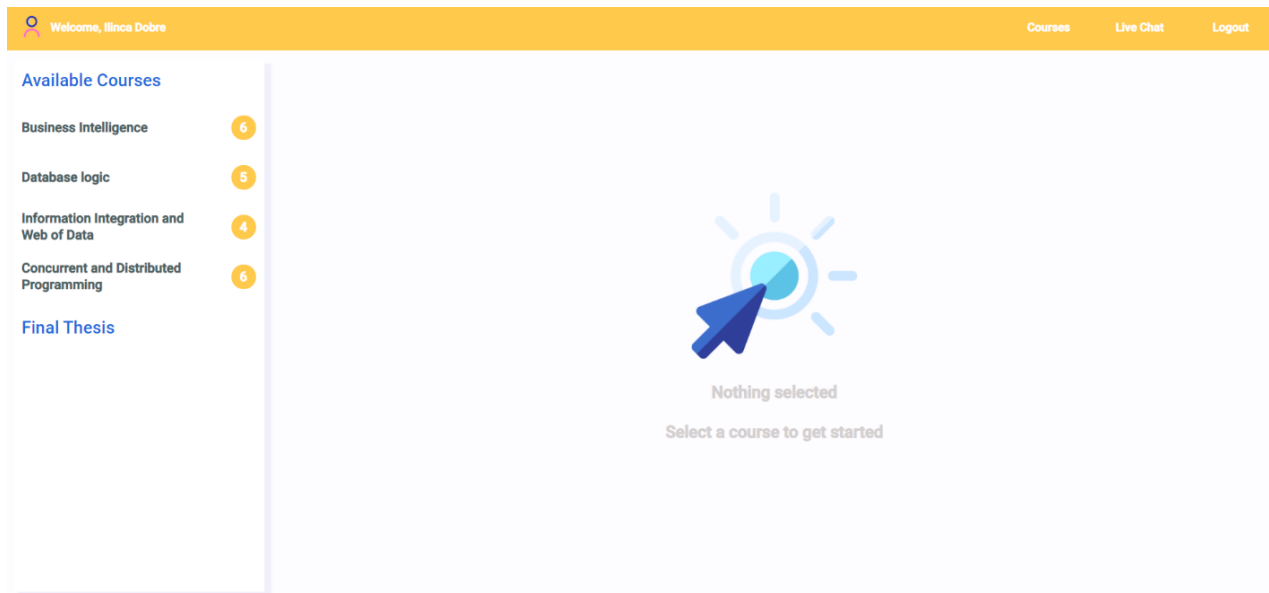 Welcome, Ilinca Dobre
Courses
Live Chat
Logout
Available Courses
Business Intelligence
6
Database logic
5
Information Integration and
Web of Data
4
Concurrent and Distributed
Programming
6
Final Thesis
Nothing selected
Select a course to get started